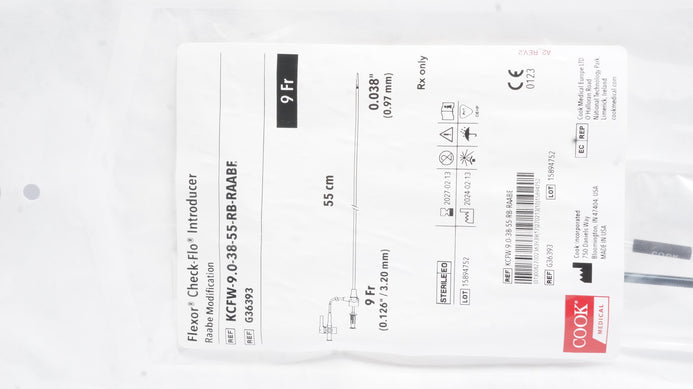 Flexor® Check-Flo® Introducer
Raabe Modification
REF KCFW-9.0-38-55-RB-RAABE
REF G36393
9 Fr
55 cm
0.038"
(0.97 mm)
9 Fr
(0.126" / 3.20 mm)
Rx only
STERILE EO
2027-02-13
2024-02-13
LOT 15894752
REF KCFW-9.0-38-55-RB-RAABE
REF G36393
LOT 15894752
CE
0123
EC REP
Cook Medical Europe LTD
O'Halloran Road
National Technology Park
Limerick, Ireland
cookmedical.com
Cook Incorporated
750 Daniels Way
Bloomington, IN 47404, USA
MADE IN USA
COOK®
MEDICAL
COOK